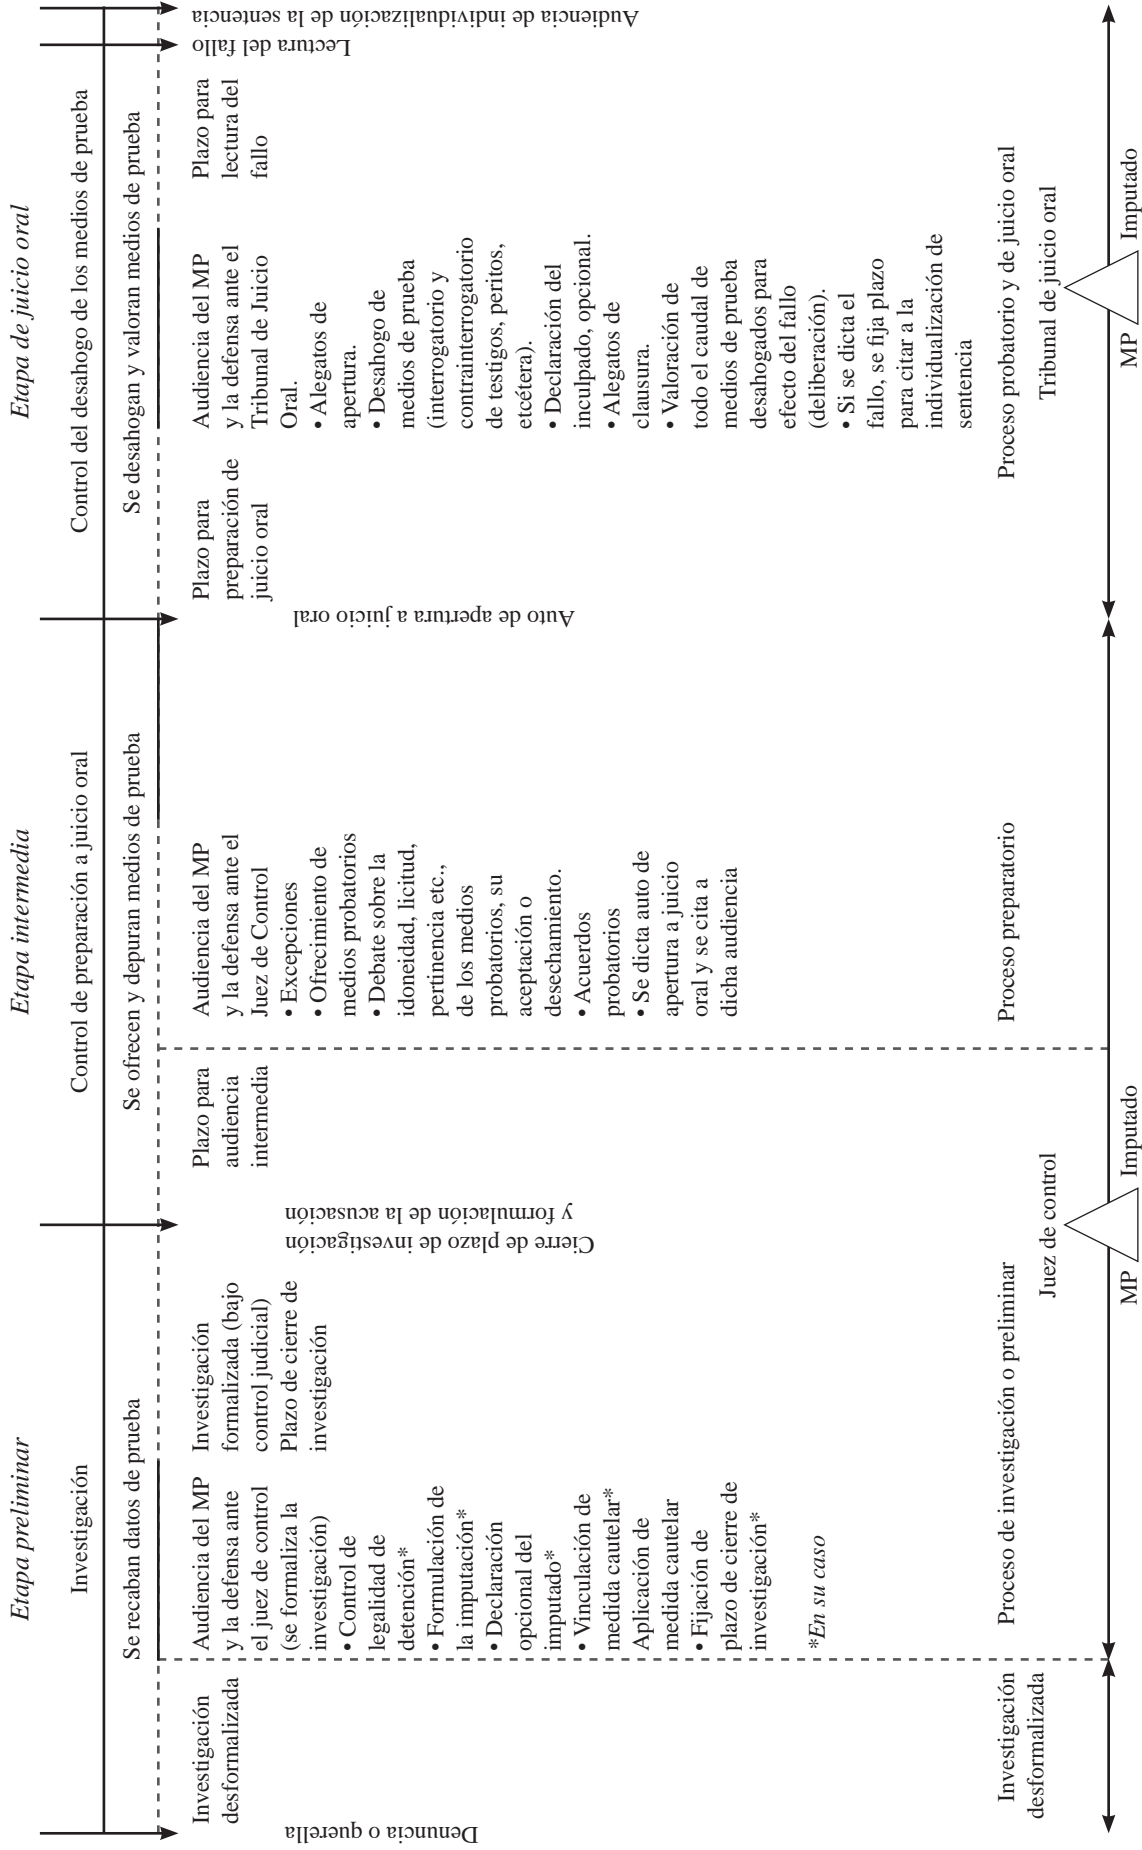 Etapa preliminar
Etapa intermedia
Etapa de juicio oral
Investigación
Control de preparación a juicio oral
Control del desahogo de los medios de prueba
Se recaban datos de prueba
Se ofrecen y depuran medios de prueba
Se desahogan y valoran medios de prueba
Denuncia o querella
Investigación
desformalizada
Audiencia del MP
y la defensa ante
el juez de control
(se formaliza la
investigación)
• Control de
legalidad de
detención*
• Formulación de
la imputación*
• Declaración
opcional del
imputado*
• Vinculación de
medida cautelar*
Aplicación de
medida cautelar
• Fijación de
plazo de cierre de
investigación*
*En su caso
Investigación
formalizada (bajo
control judicial)
Plazo de cierre de
investigación
Cierre de plazo de investigación
y formulación de la acusación
Plazo para
audiencia
intermedia
Audiencia del MP
y la defensa ante el
Juez de Control
• Excepciones
• Ofrecimiento de
medios probatorios
• Debate sobre la
idoneidad, licitud,
pertinencia etc.,
de los medios
probatorios, su
aceptación o
desechamiento.
• Acuerdos
probatorios
• Se dicta auto de
apertura a juicio
oral y se cita a
dicha audiencia
Auto de apertura a juicio oral
Plazo para
preparación de
juicio oral
Audiencia del MP
y la defensa ante el
Tribunal de Juicio
Oral.
• Alegatos de
apertura.
• Desahogo de
medios de prueba
(interrogatorio y
contrainterrogatorio
de testigos, peritos,
etcétera).
• Declaración del
inculpado, opcional.
• Alegatos de
clausura.
• Valoración de
todo el caudal de
medios de prueba
desahogados para
efecto del fallo
(deliberación).
• Si se dicta el
fallo, se fija plazo
para citar a la
individualización de
sentencia
Plazo para
lectura del
fallo
Lectura del fallo
Audiencia de individualización de la sentencia
Investigación
desformalizada
Proceso de investigación o preliminar
Proceso preparatorio
Proceso probatorio y de juicio oral
Juez de control
Tribunal de juicio oral
MP
Imputado
MP
Imputado